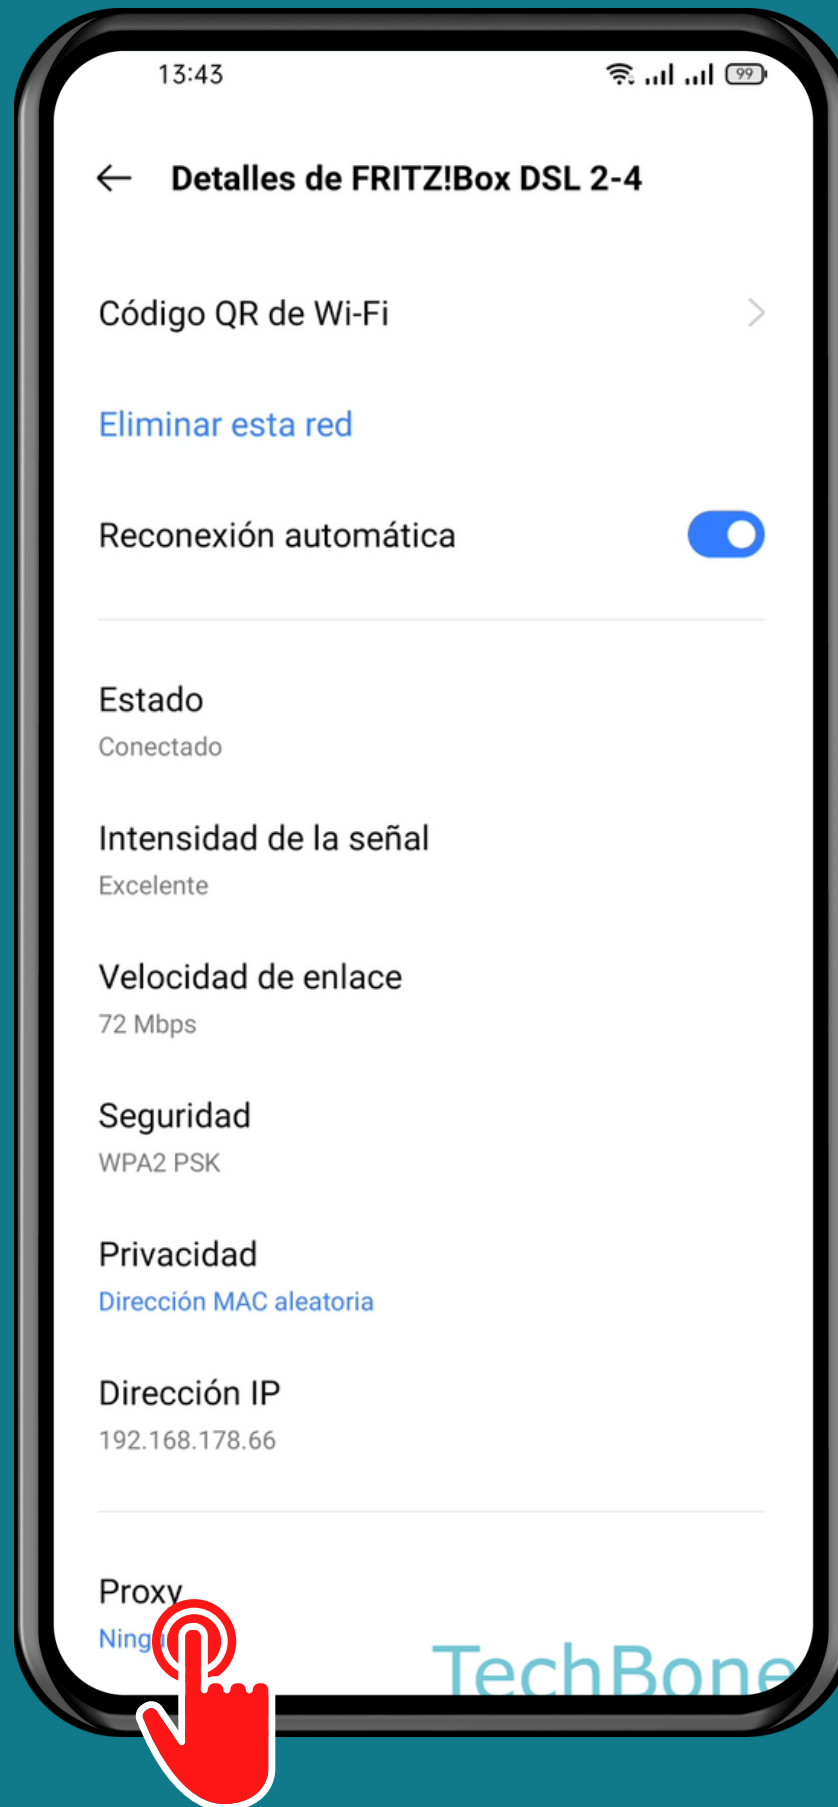 13:43
99
Detalles de FRITZ!Box DSL 2-4
Código QR de Wi-Fi
Eliminar esta red
Reconexión automática
Estado
Conectado
Intensidad de la señal
Excelente
Velocidad de enlace
72 Mbps
Seguridad
WPA2 PSK
Privacidad
Dirección MAC aleatoria
Dirección IP
192.168.178.66
Proxy
TechBone